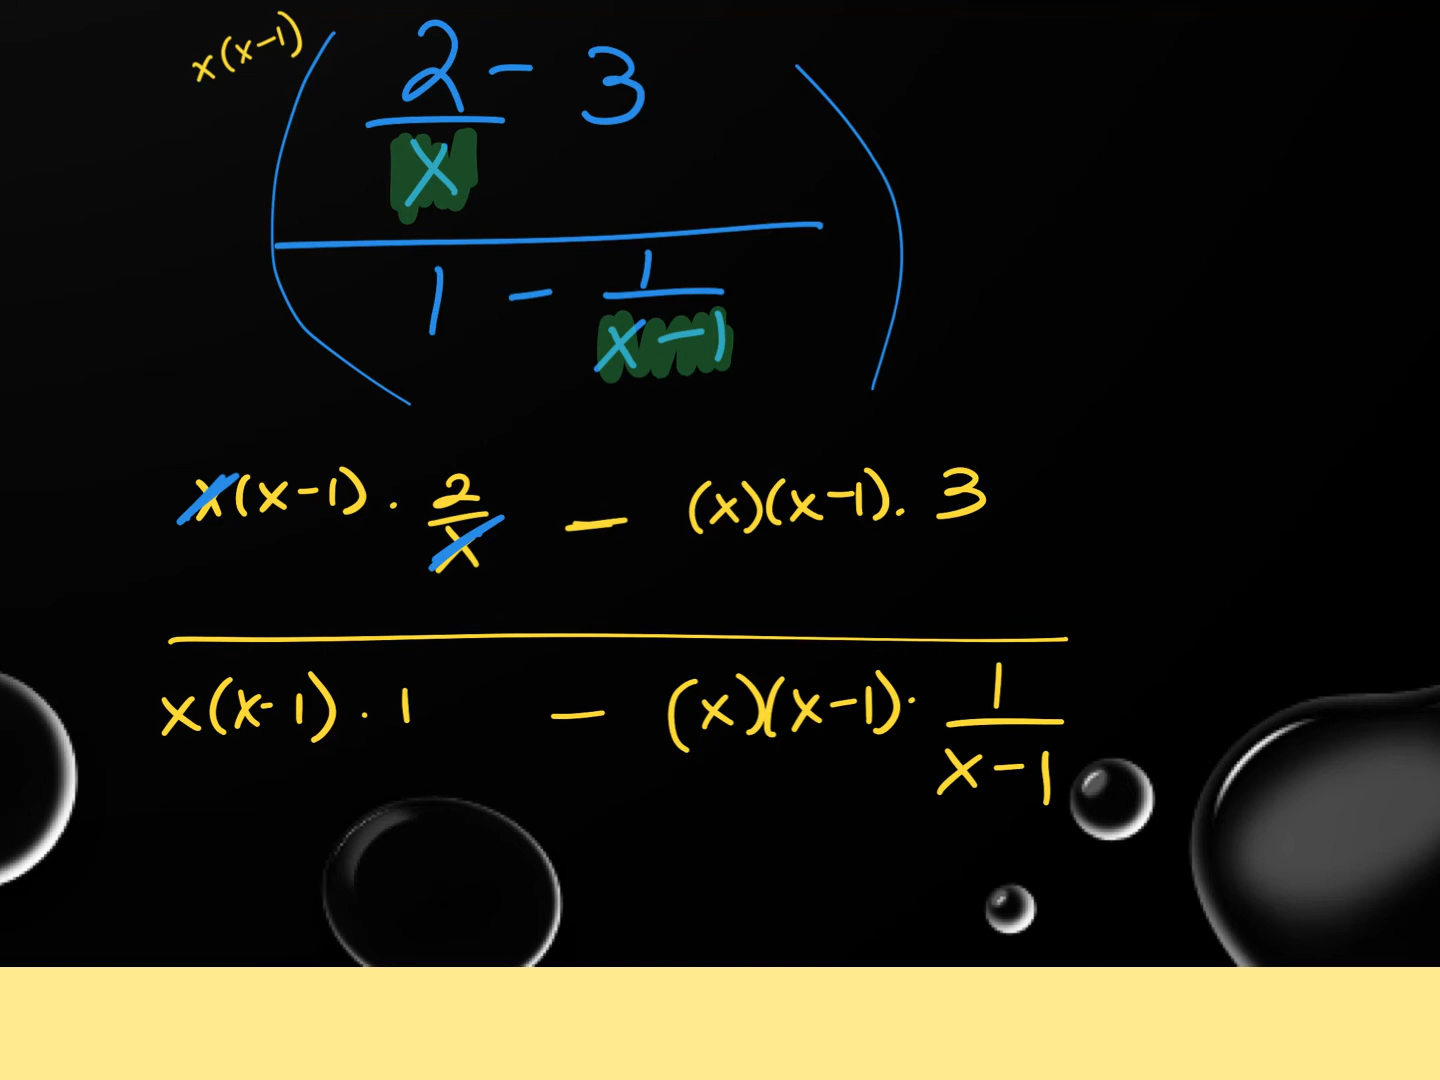 x(x-1)
2 - 3
x
1 - 1
x-1
x(x-1) · 2 - (x)(x-1) · 3
x
x(x-1) · 1 - (x)(x-1) · 1
x-1